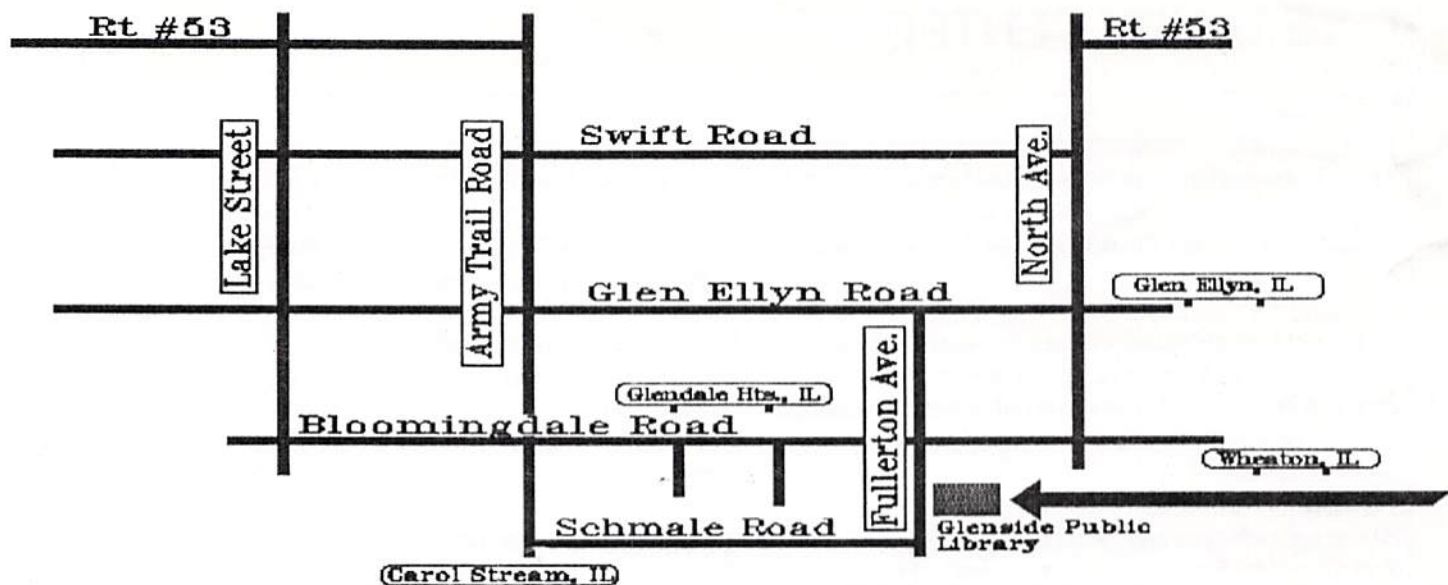 Rt #53
Rt #53
Lake Street
Army Trail Road
Swift Road
North Ave.
Glen Ellyn Road
Glen Ellyn, IL
Fullerton Ave.
Glendale Hts., IL
Bloomingdale Road
Wheaton, IL
Schmale Road
Glenside Public
Library
Carol Stream, IL